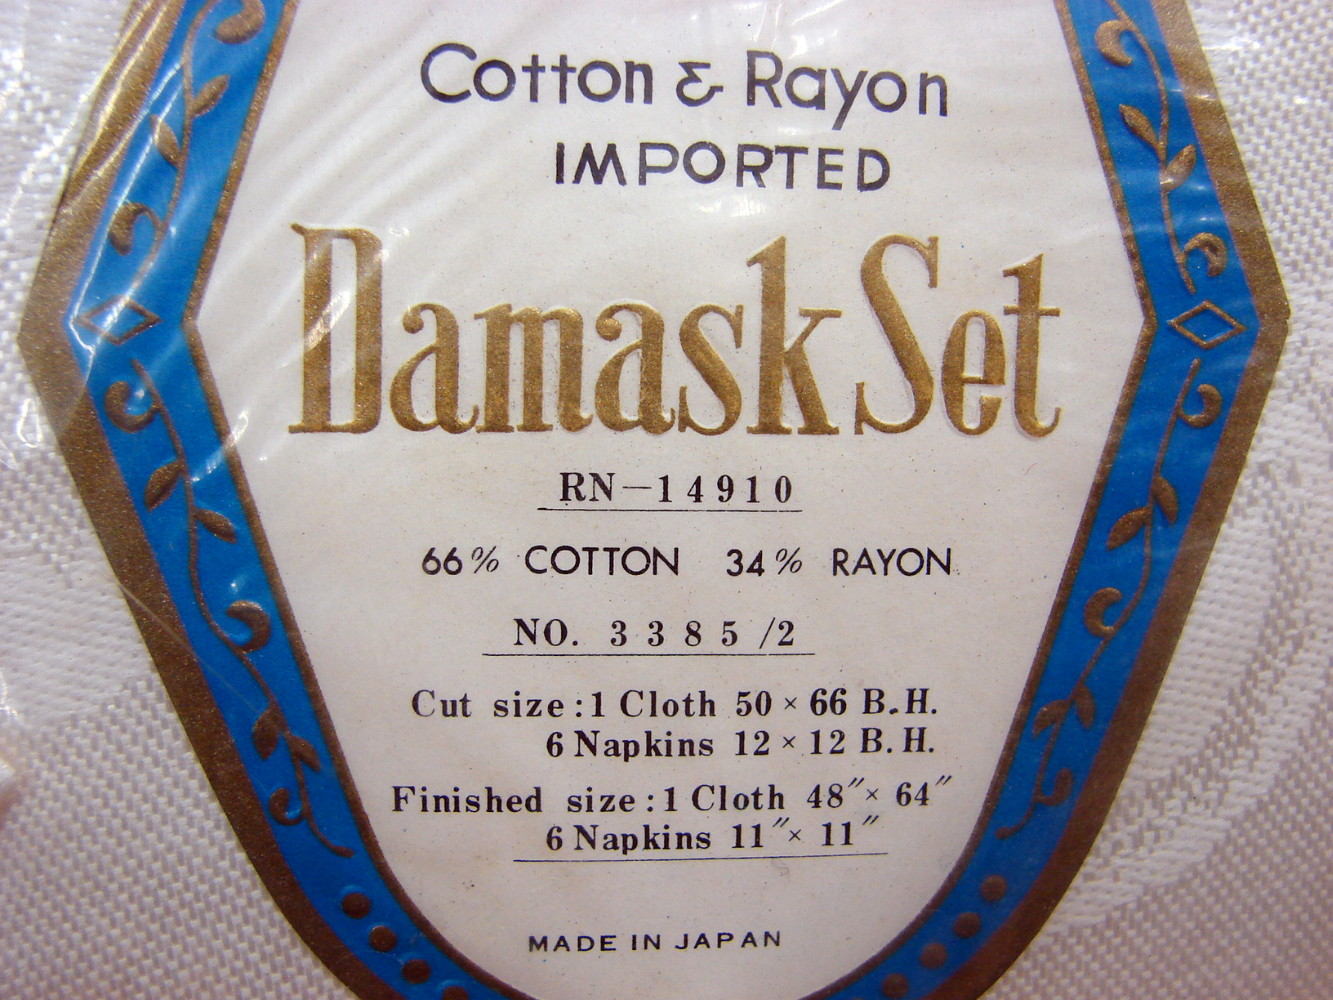 Cotton & Rayon
IMPORTED
Damask Set
RN—14910
66% COTTON 34% RAYON
NO. 3385/2
Cut size:1 Cloth 50 × 66 B.H.
6 Napkins 12 × 12 B.H.
Finished size:1 Cloth 48″× 64″
6 Napkins 11″× 11″
MADE IN JAPAN